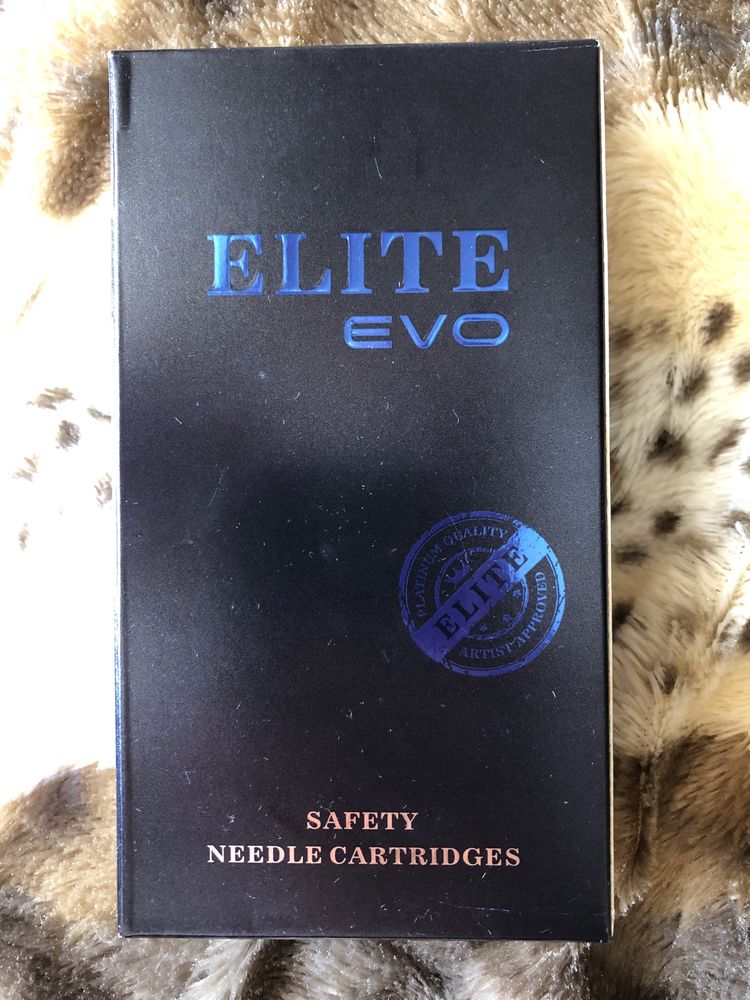 ELITE
EVO
PLATINUM QUALITY
ELITE
ARTIST APPROVED
SAFETY
NEEDLE CARTRIDGES